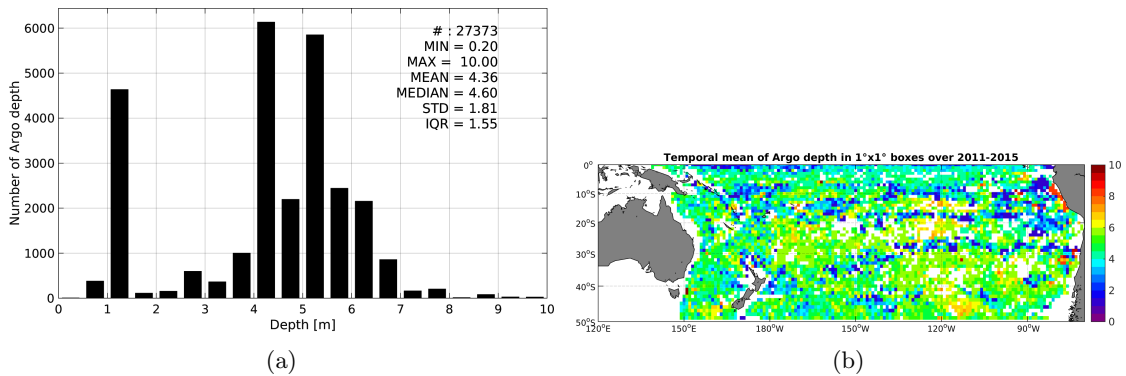 # : 27373
MIN = 0.20
MAX = 10.00
MEAN = 4.36
MEDIAN = 4.60
STD = 1.81
IQR = 1.55
Number of Argo depth
6000
5000
4000
3000
2000
1000
0
0 1 2 3 4 5 6 7 8 9 10
Depth [m]
(a)
Temporal mean of Argo depth in 1°x1° boxes over 2011-2015
0°
10°S
20°S
30°S
40°S
50°S
120°E 150°E 180°W 150°W 120°W 90°W
10
8
6
4
2
0
(b)